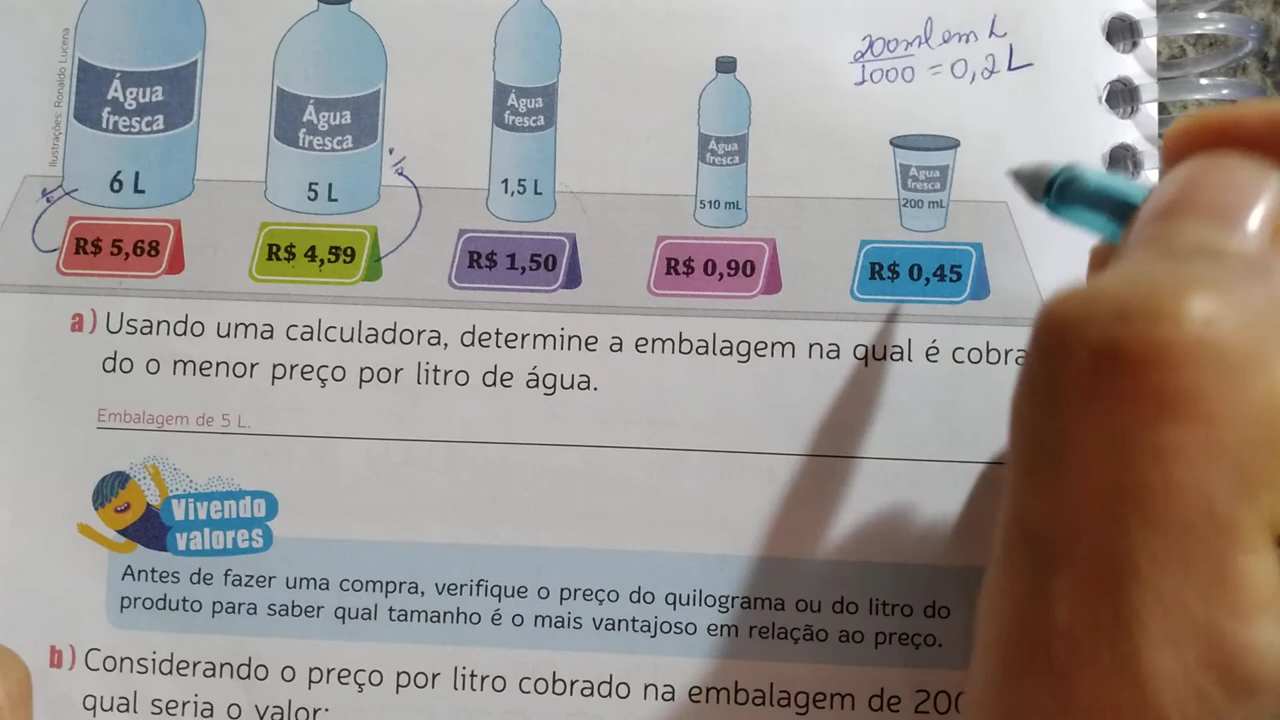 Ilustrações: Ronaldo Lucena
200ml em L
1000 = 0,2 L
Água
fresca
6 L
Água
fresca
5 L
Água
fresca
1,5 L
Água
fresca
510 mL
Água
fresca
200 mL
R$ 5,68
R$ 4,59
R$ 1,50
R$ 0,90
R$ 0,45
a) Usando uma calculadora, determine a embalagem na qual é cobra
do o menor preço por litro de água.
Embalagem de 5 L.
Vivendo
valores
Antes de fazer uma compra, verifique o preço do quilograma ou do litro do
produto para saber qual tamanho é o mais vantajoso em relação ao preço.
b) Considerando o preço por litro cobrado na embalagem de 200
qual seria o valor: